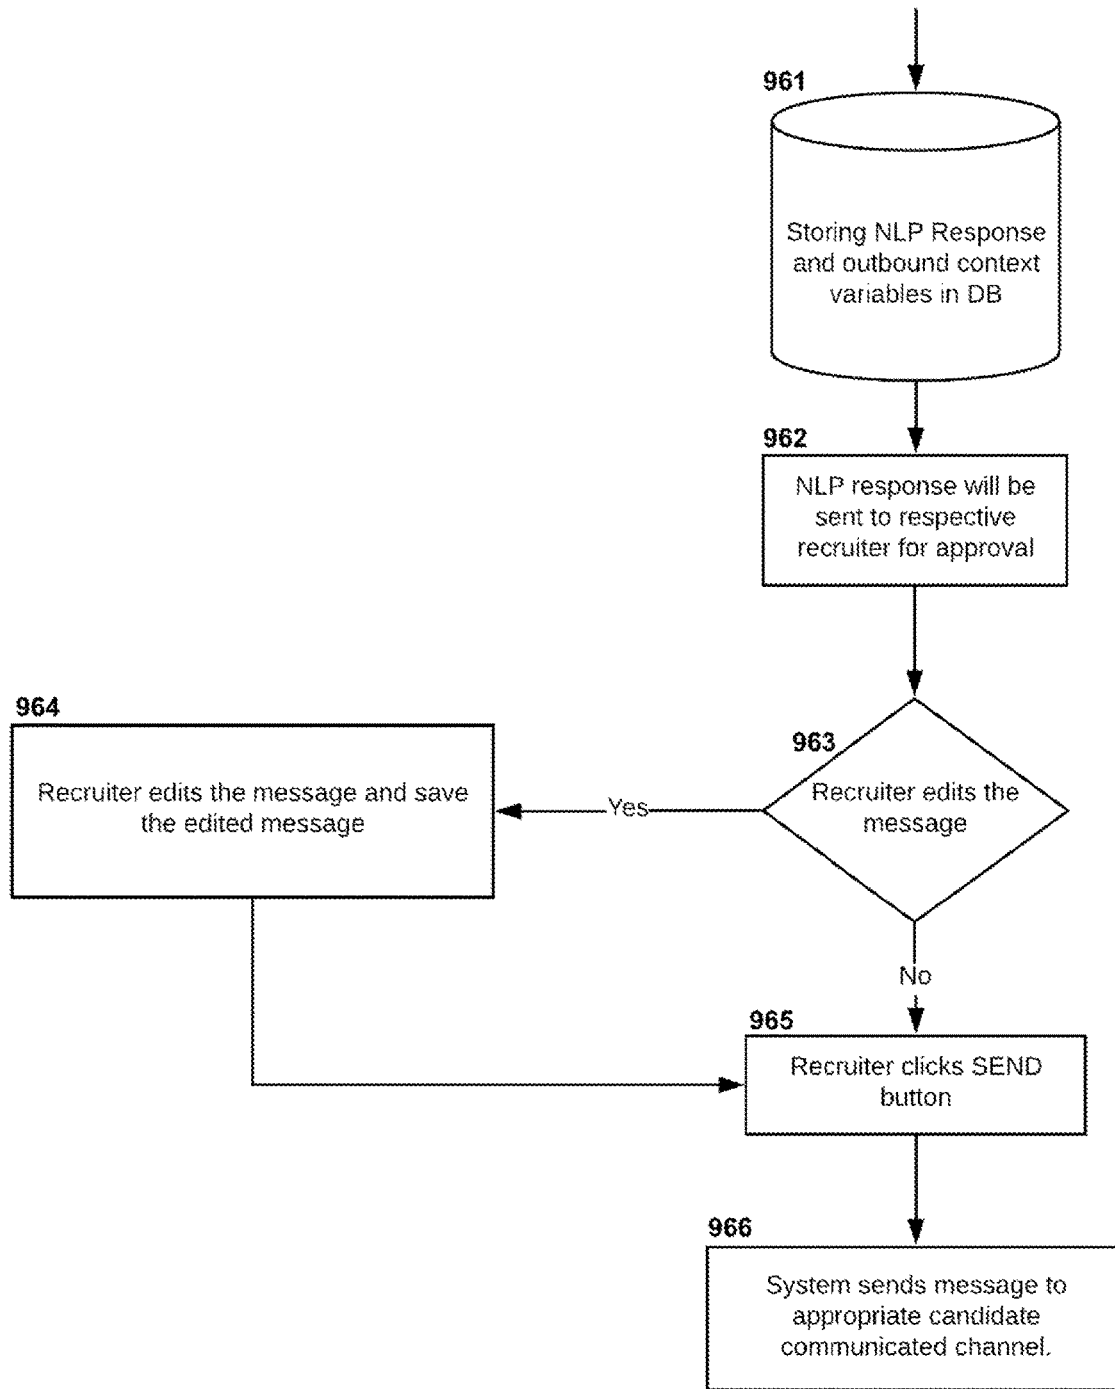 961
Storing NLP Response
and outbound context
variables in DB
962
NLP response will be
sent to respective
recruiter for approval
964
Recruiter edits the message and save
the edited message
963
Recruiter edits the
message
Yes
No
965
Recruiter clicks SEND
button
966
System sends message to
appropriate candidate
communicated channel.